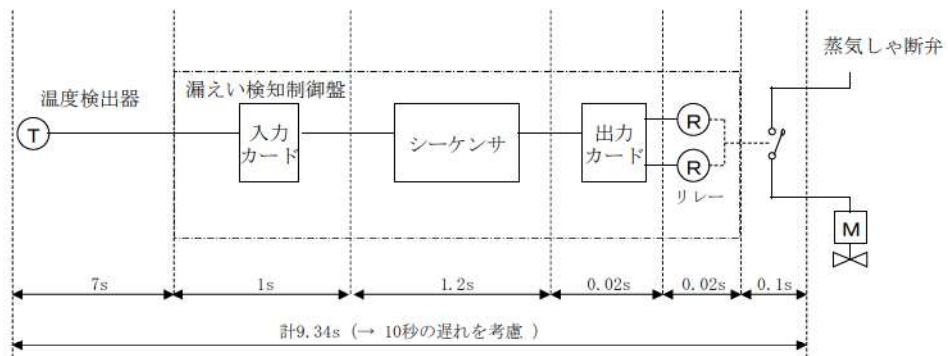 蒸気しゃ断弁
漏えい検知制御盤
温度検出器
T
入力
カード
シーケンサ
出力
カード
R
R
リレー
M
7s
1s
1.2s
0.02s
0.02s
0.1s
計9.34s (→ 10秒の遅れを考慮 )